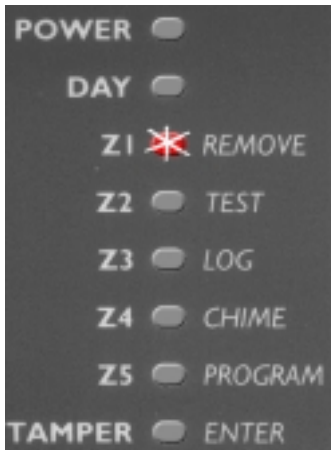 POWER
DAY
Z1 REMOVE
Z2 TEST
Z3 LOG
Z4 CHIME
Z5 PROGRAM
TAMPER ENTER